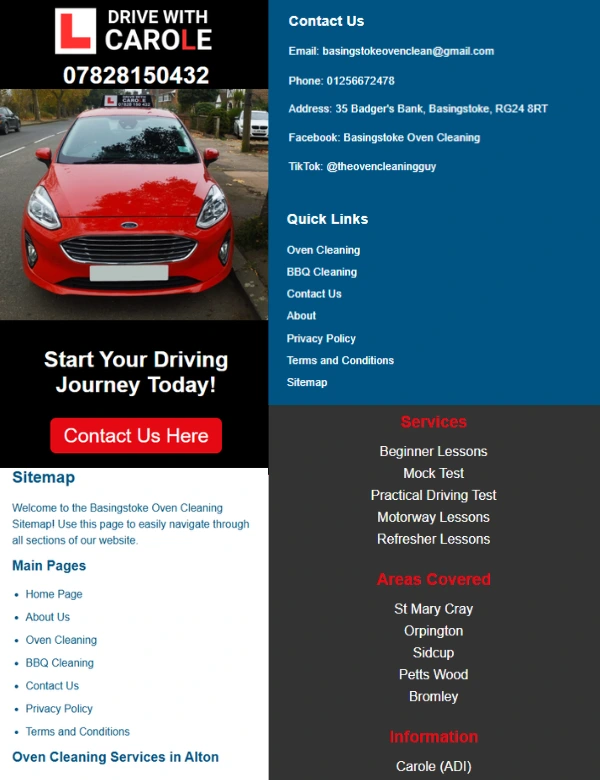 L
DRIVE WITH
CAROLE
07828150432
DRIVE WITH
CAROLE
07828 150 432
Start Your Driving
Journey Today!
Contact Us Here
Sitemap
Welcome to the Basingstoke Oven Cleaning
Sitemap! Use this page to easily navigate through
all sections of our website.
Main Pages
• Home Page
• About Us
• Oven Cleaning
• BBQ Cleaning
• Contact Us
• Privacy Policy
• Terms and Conditions
Oven Cleaning Services in Alton
Contact Us
Email: basingstokeovenclean@gmail.com
Phone: 01256672478
Address: 35 Badger's Bank, Basingstoke, RG24 8RT
Facebook: Basingstoke Oven Cleaning
TikTok: @theovencleaningguy
Quick Links
Oven Cleaning
BBQ Cleaning
Contact Us
About
Privacy Policy
Terms and Conditions
Sitemap
Services
Beginner Lessons
Mock Test
Practical Driving Test
Motorway Lessons
Refresher Lessons
Areas Covered
St Mary Cray
Orpington
Sidcup
Petts Wood
Bromley
Information
Carole (ADI)